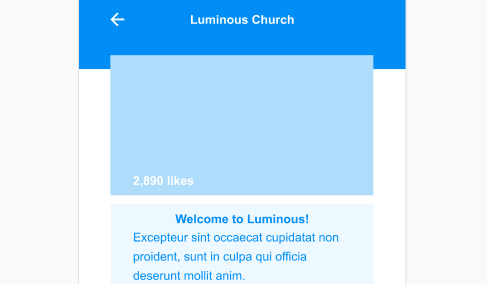 Luminous Church
2,890 likes
Welcome to Luminous!
Excepteur sint occaecat cupidatat non
proident, sunt in culpa qui officia
deserunt mollit anim.